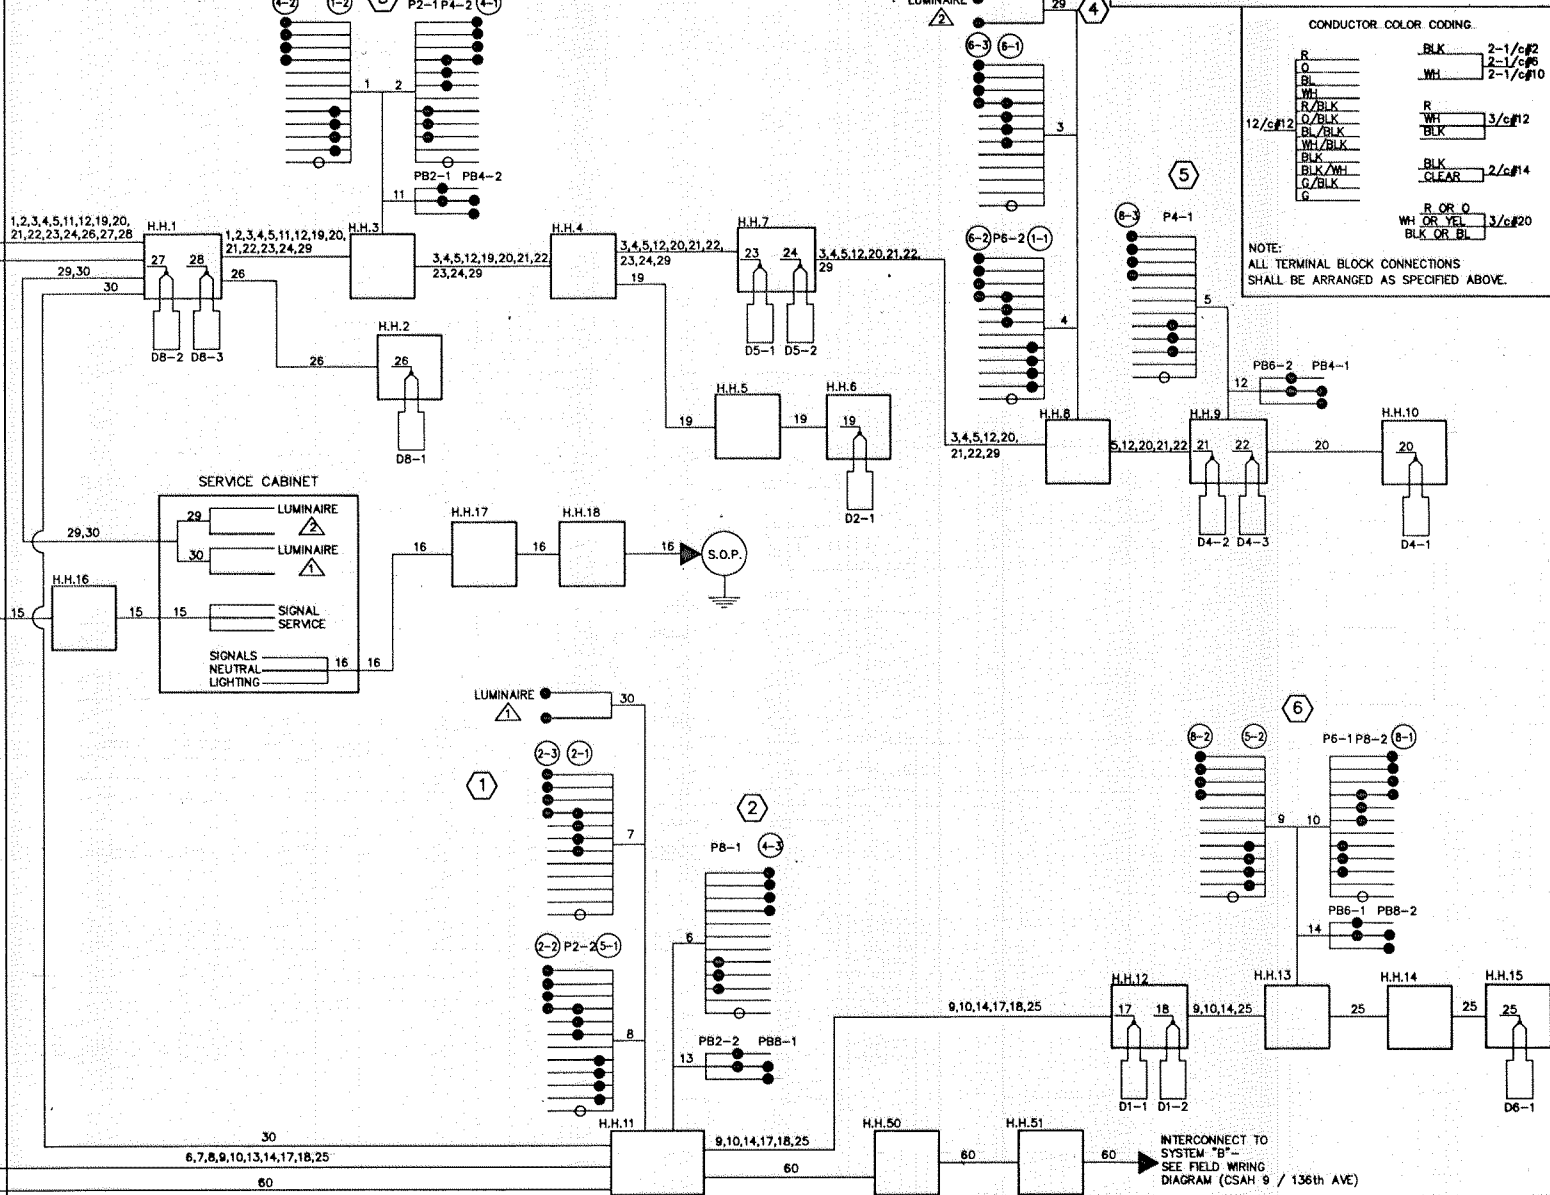 4-2 1-2 3 P2-1 P4-2 4-1
1 2
PB2-1 PB4-2
11
LUMINAIRE
2
29
4
6-3 6-1
3
6-2 P6-2 1-1
4
CONDUCTOR COLOR CODING
R
O
BL
WH
R/BLK
O/BLK
BL/BLK
WH/BLK
BLK
BLK/WH
G/BLK
G
12/c#12
BLK
WH
2-1/c#2
2-1/c#6
2-1/c#10
R
WH
BLK
3/c#12
BLK
CLEAR
2/c#14
R OR O
WH OR YEL
BLK OR BL
3/c#20
NOTE:
ALL TERMINAL BLOCK CONNECTIONS
SHALL BE ARRANGED AS SPECIFIED ABOVE.
5
8-3 P4-1
5
PB6-2 PB4-1
12
1,2,3,4,5,11,12,19,20,
21,22,23,24,26,27,28
29,30
30
H.H.1
27 28
D8-2 D8-3
26
1,2,3,4,5,11,12,19,20,
21,22,23,24,29
H.H.3
3,4,5,12,19,20,21,22,
23,24,29
H.H.4
3,4,5,12,20,21,22,
23,24,29
19
H.H.7
23 24
D5-1 D5-2
3,4,5,12,20,21,22,
29
26
H.H.2
26
D8-1
19
H.H.5
19
H.H.6
19
D2-1
3,4,5,12,20,
21,22,29
H.H.8
5,12,20,21,22
H.H.9
21 22
D4-2 D4-3
20
H.H.10
20
D4-1
SERVICE CABINET
29 LUMINAIRE
2
29,30
30 LUMINAIRE
1
15
H.H.16
15
15
SIGNAL
SERVICE
SIGNALS
NEUTRAL
LIGHTING
16 16
16
H.H.17
16
H.H.18
16
S.O.P.
LUMINAIRE
1
30
2-3 2-1
1
7
2
P8-1 4-3
6
2-2 P2-2 5-1
8
PB2-2 PB8-1
13
6
8-2 5-2 P6-1 P8-2 8-1
9 10
PB6-1 PB8-2
14
H.H.12
9,10,14,17,18,25
17 18
D1-1 D1-2
9,10,14,25
H.H.13
25
H.H.14
25
H.H.15
25
D6-1
30
6,7,8,9,10,13,14,17,18,25
60
H.H.11
9,10,14,17,18,25
60
H.H.50
60
H.H.51
60
INTERCONNECT TO
SYSTEM "B"-
SEE FIELD WIRING
DIAGRAM (CSAH 9 / 136th AVE)